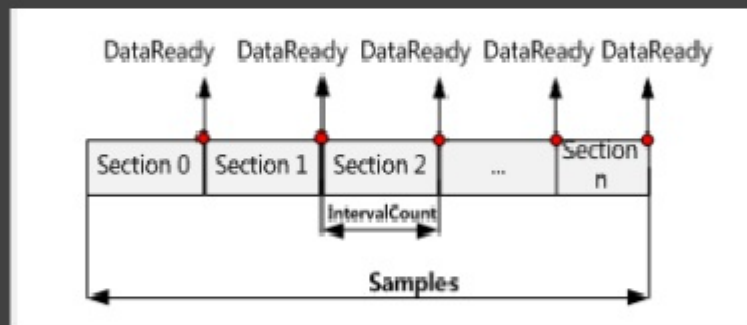 DataReady DataReady DataReady DataReady DataReady
Section 0 Section 1 Section 2 ... Section n
IntervalCount
Samples